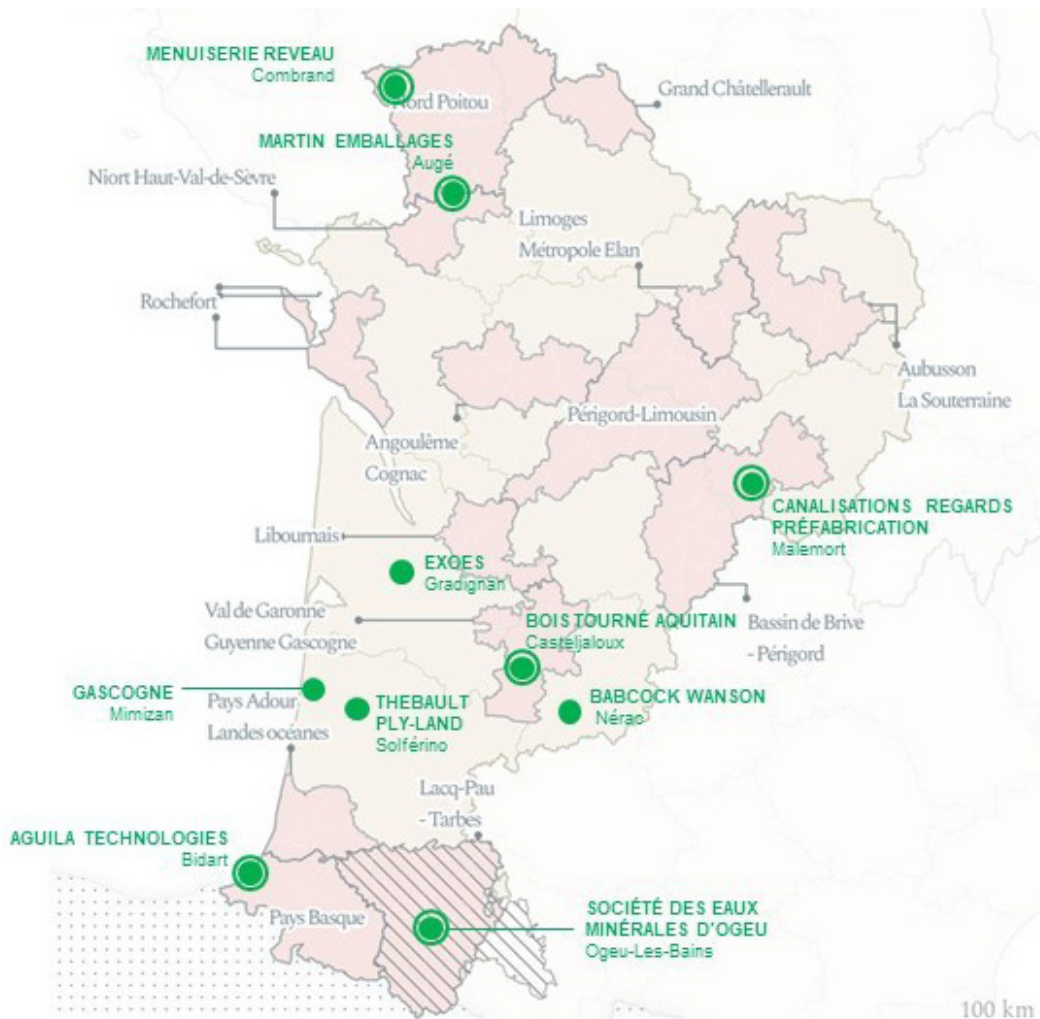 MENUISERIE REVEAU
Combrand
Nord Poitou
Grand Châtellerault
MARTIN EMBALLAGES
Augé
Niort Haut-Val-de-Sèvre
Limoges
Métropole Elan
Rochefort
Aubusson
La Souterraine
Périgord-Limousin
Angoulême
Cognac
CANALISATIONS REGARDS
PRÉFABRICATION
Malemort
Libournais
EXOES
Gradignan
Val de Garonne
Guyenne Gascogne
BOIS TOURNÉ AQUITAIN
Casteljaloux
Bassin de Brive
- Périgord
GASCOGNE
Mimizan
Pays Adour
Landes océanes
THEBAULT
PLY-LAND
Solférino
BABCOCK WANSON
Nérac
Lacq-Pau
- Tarbes
AGUILA TECHNOLOGIES
Bidart
Pays Basque
SOCIÉTÉ DES EAUX
MINÉRALES D'OGEU
Ogeu-Les-Bains
100 km